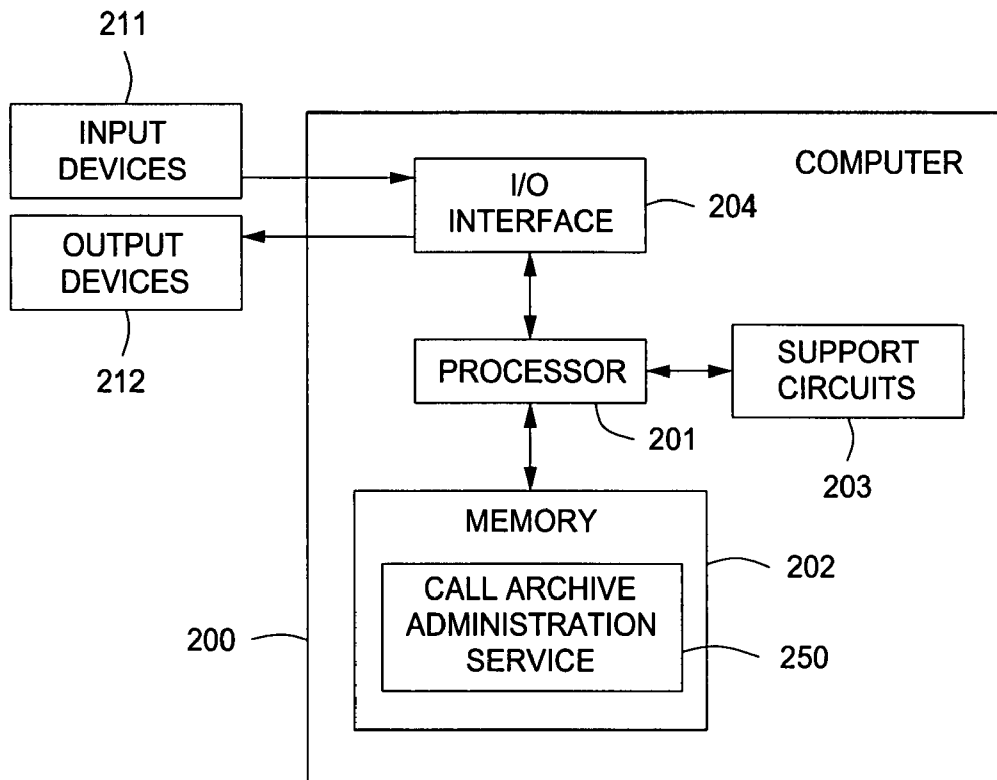 211
INPUT
DEVICES
OUTPUT
DEVICES
212
COMPUTER
I/O
INTERFACE
204
PROCESSOR
201
SUPPORT
CIRCUITS
203
MEMORY
202
CALL ARCHIVE
ADMINISTRATION
SERVICE
250
200